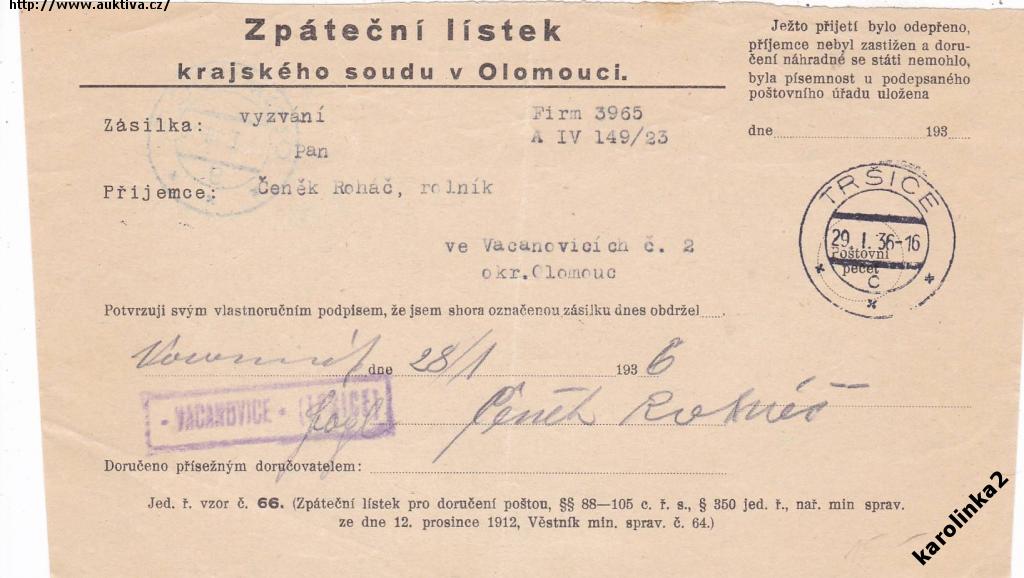 http://www.auktiva.cz/
Zpáteční lístek
krajského soudu v Olomouci.
Ježto přijetí bylo odepřeno,
příjemce nebyl zastižen a doru-
čení náhradné se státi nemohlo,
byla písemnost u podepsaného
poštovního úřadu uložena
dne 193
Zásilka: vyzvání Firm 3965
A IV 149/23
Pan
Příjemce: Čeněk Roháč, rolník
ve Vacanovicích č. 2
okr.Olomouc
TRŠICE
29. I. 36-16
Poštovní
pečeť
C
Potvrzuji svým vlastnoručním podpisem, že jsem shora označenou zásilku dnes obdržel
dne 28/1 1936
VACANOVICE (TRŠICE)
Čeněk Roháč
Doručeno přísežným doručovatelem:
Jed. ř. vzor č. 66. (Zpáteční lístek pro doručení poštou, §§ 88—105 c. ř. s., § 350 jed. ř., nař. min sprav.
ze dne 12. prosince 1912, Věstník min. sprav. č. 64.)
karolinka2